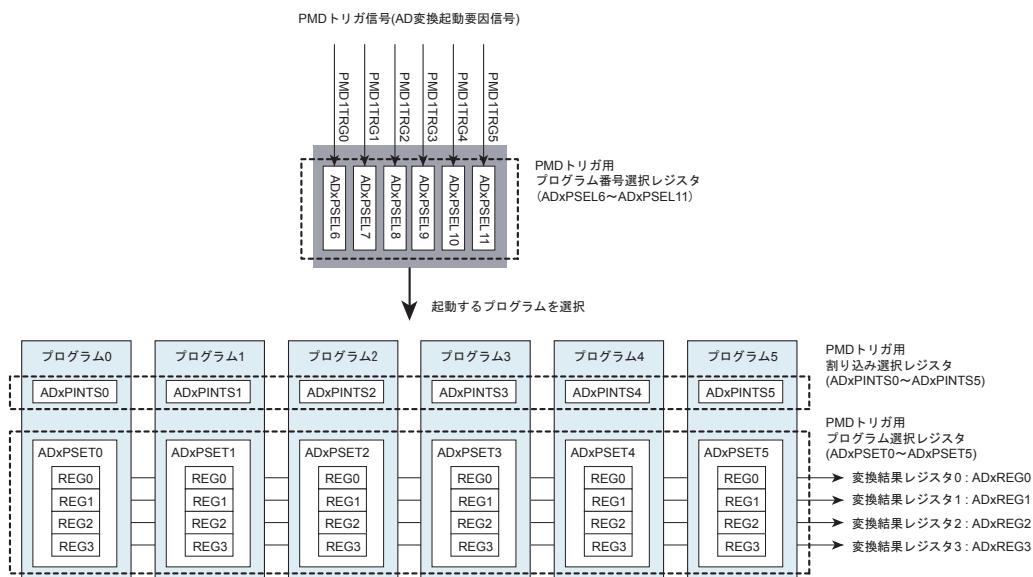 PMDトリガ信号(AD変換起動要因信号)
PMD1TRG0
PMD1TRG1
PMD1TRG2
PMD1TRG3
PMD1TRG4
PMD1TRG5
ADxPSEL6
ADxPSEL7
ADxPSEL8
ADxPSEL9
ADxPSEL10
ADxPSEL11
PMDトリガ用
プログラム番号選択レジスタ
(ADxPSEL6～ADxPSEL11)
起動するプログラムを選択
プログラム0
プログラム1
プログラム2
プログラム3
プログラム4
プログラム5
ADxPINTS0
ADxPINTS1
ADxPINTS2
ADxPINTS3
ADxPINTS4
ADxPINTS5
PMDトリガ用
割り込み選択レジスタ
(ADxPINTS0～ADxPINTS5)
PMDトリガ用
プログラム選択レジスタ
(ADxPSET0～ADxPSET5)
ADxPSET0
ADxPSET1
ADxPSET2
ADxPSET3
ADxPSET4
ADxPSET5
REG0
REG0
REG0
REG0
REG0
REG0
変換結果レジスタ0 : ADxREG0
REG1
REG1
REG1
REG1
REG1
REG1
変換結果レジスタ1 : ADxREG1
REG2
REG2
REG2
REG2
REG2
REG2
変換結果レジスタ2 : ADxREG2
REG3
REG3
REG3
REG3
REG3
REG3
変換結果レジスタ3 : ADxREG3